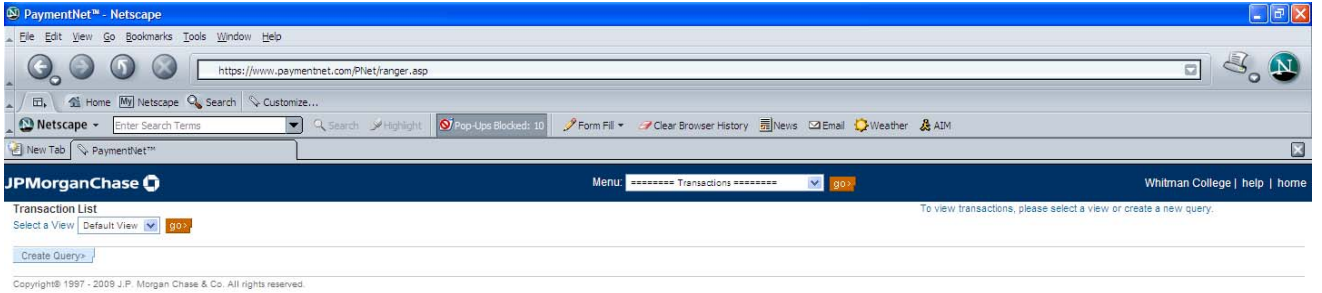 PaymentNet™ - Netscape
File Edit View Go Bookmarks Tools Window Help
https://www.paymentnet.com/PNet/ranger.asp
Home My Netscape Search Customize...
Netscape Enter Search Terms Search Highlight Pop-Ups Blocked: 10 Form Fill Clear Browser History News Email Weather AIM
New Tab PaymentNet™
JPMorganChase Menu: ======== Transactions ======== go> Whitman College | help | home
Transaction List To view transactions, please select a view or create a new query.
Select a View Default View go>
Create Query>
Copyright© 1997 - 2009 J.P. Morgan Chase & Co. All rights reserved.